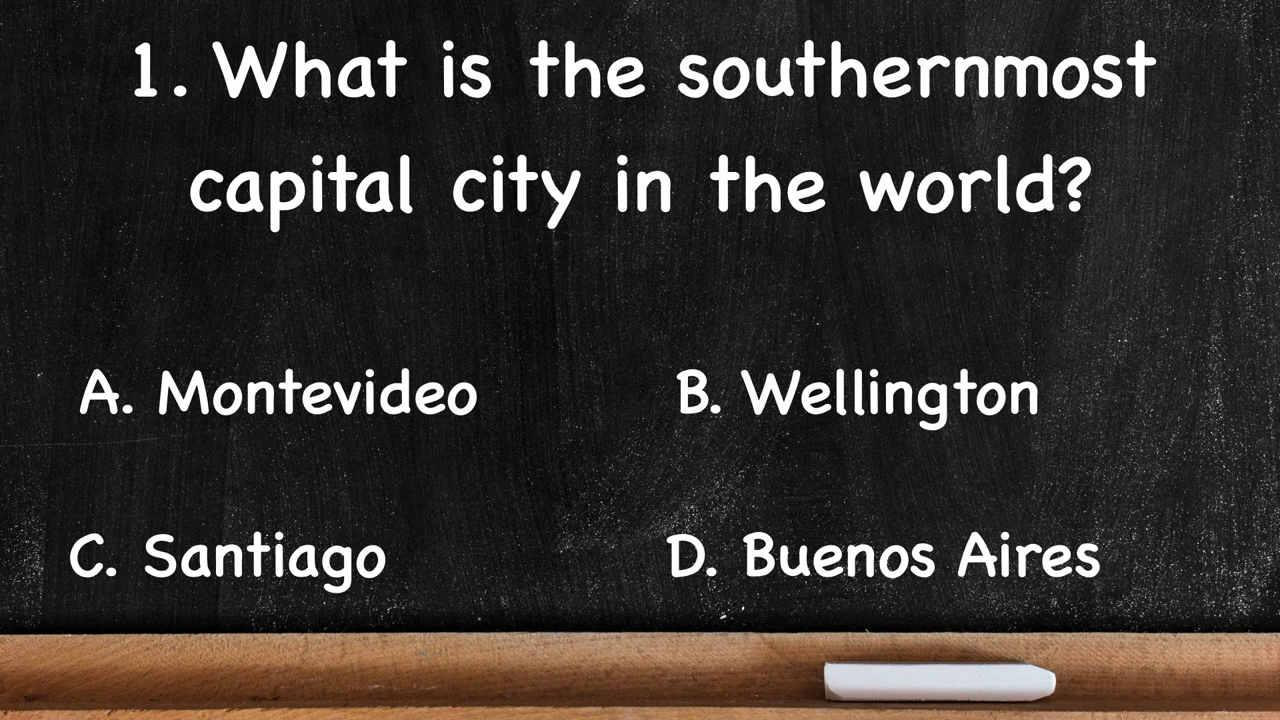 1. What is the southernmost
capital city in the world?
A. Montevideo
B. Wellington
C. Santiago
D. Buenos Aires